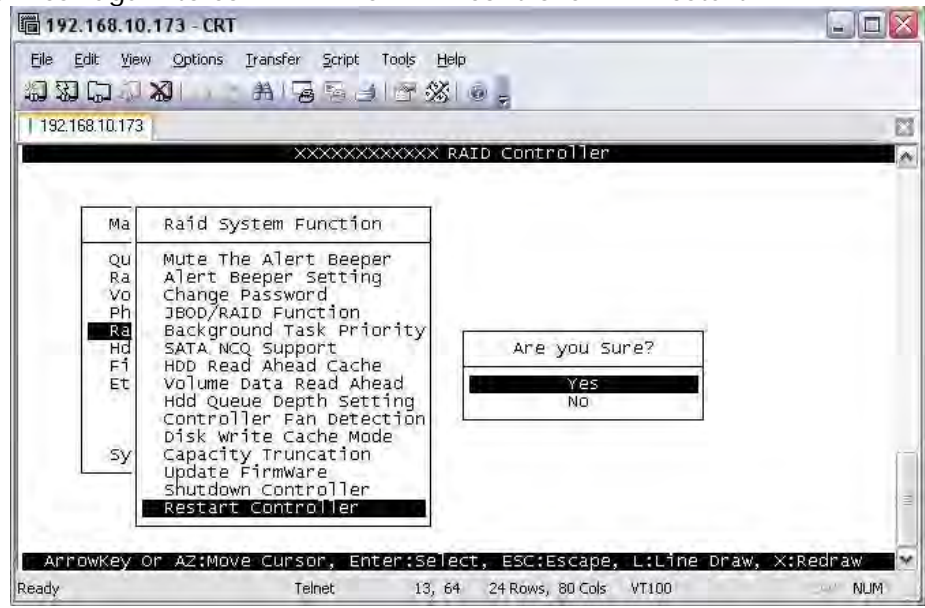 192.168.10.173 - CRT
File Edit View Options Transfer Script Tools Help
192.168.10.173
XXXXXXXXXXXX RAID Controller
Ma
Raid System Function
Qu
Mute The Alert Beeper
Ra
Alert Beeper Setting
Vo
Change Password
Ph
JBOD/RAID Function
Ra
Background Task Priority
Hd
SATA NCQ Support
Fi
HDD Read Ahead Cache
Et
Volume Data Read Ahead
Hdd Queue Depth Setting
Controller Fan Detection
Disk Write Cache Mode
Sy
Capacity Truncation
Update FirmWare
Shutdown Controller
Restart Controller
Are you Sure?
Yes
No
ArrowKey Or AZ:Move Cursor, Enter:Select, ESC:Escape, L:Line Draw, X:Redraw
Ready Telnet 13, 64 24 Rows, 80 Cols VT100 NUM